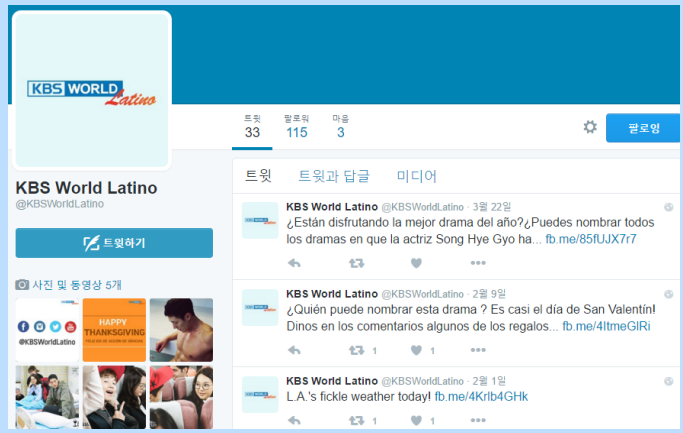 KBS WORLD
Latino
트윗
33
팔로워
115
마음
3
팔로잉
KBS World Latino
@KBSWorldLatino
트윗하기
사진 및 동영상 5개
@KBSWorldLatino
HAPPY
THANKSGIVING
트윗
트윗과 답글
미디어
KBS World Latino @KBSWorldLatino · 3월 22일
¿Están disfrutando la mejor drama del año?¿Puedes nombrar todos
los dramas en que la actriz Song Hye Gyo ha... fb.me/85fUJX7r7
KBS World Latino @KBSWorldLatino · 2월 9일
¿Quién puede nombrar esta drama ? Es casi el día de San Valentín!
Dinos en los comentarios algunos de los regalos... fb.me/4ItmeGlRi
1
1
KBS World Latino @KBSWorldLatino · 2월 1일
L.A.'s fickle weather today! fb.me/4Krlb4GHk
1
1